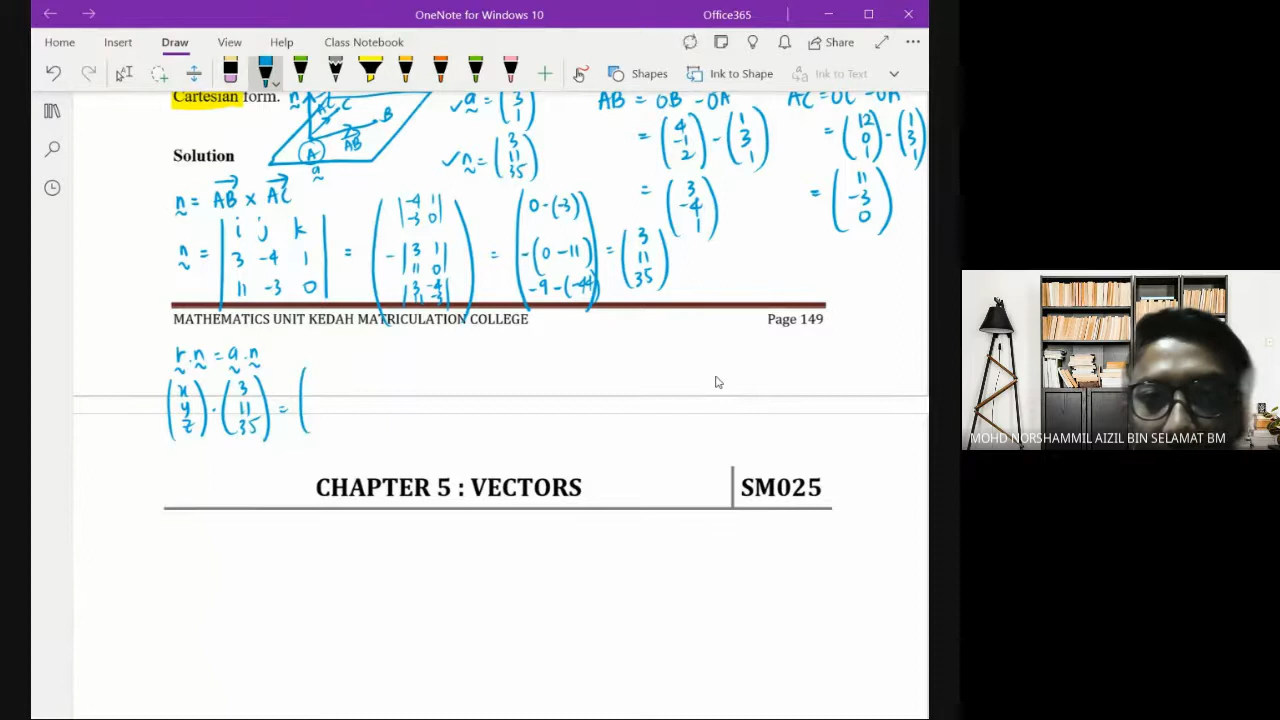 OneNote for Windows 10
Office365
Home Insert Draw View Help Class Notebook
Share
Shapes
Ink to Shape
Ink to Text
Cartesian form.
n
C
AC
B
AB
A
a
✓ a = (3 1)
✓ n = (3 11 35)
AB = OB - OA
= (4 -1 2) - (1 3 1)
= (3 -4 1)
AC = OC - OA
= (12 0 1) - (1 3 1)
= (11 -3 0)
Solution
n = AB × AC
n = |i j k
3 -4 1
11 -3 0| = (|-4 1 -3 0| -|3 1 11 0| |3 -4 11 -3|) = (0-(-3) -(0-11) -9-(-44)) = (3 11 35)
MATHEMATICS UNIT KEDAH MATRICULATION COLLEGE
Page 149
r.n = a.n
(x y z) . (3 11 35) = (
CHAPTER 5 : VECTORS
SM025
MOHD NORSHAMMIL AIZIL BIN SELAMAT BM